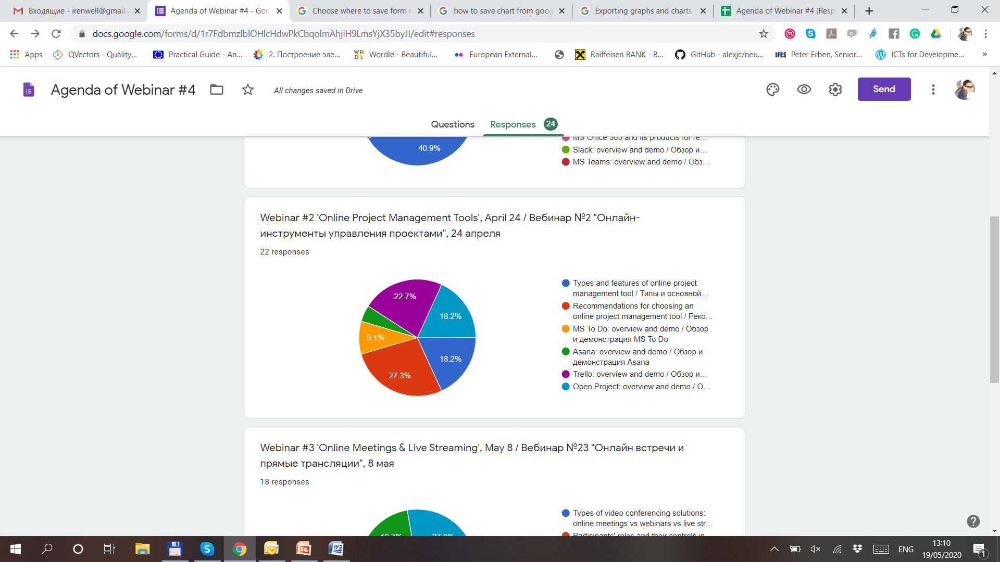 Входящие - irenwell@gmail.
Agenda of Webinar #4 - Goo
Choose where to save form
how to save chart from goog
Exporting graphs and charts
Agenda of Webinar #4 (Resp
docs.google.com/forms/d/1r7FdbmzlblOHlcHdwPkCbqolmAhjiH9LmsYjX35byJI/edit#responses
Apps
QVectors - Quality...
Practical Guide - An...
2. Построение эле...
Wordle - Beautiful...
European External...
Raiffeisen BANK - B...
GitHub - alexjc/neu...
IFES Peter Erben, Senior...
ICTs for Developme...
»
Agenda of Webinar #4
All changes saved in Drive
Send
Questions
Responses 24
40.9%
MS Office 365 and its products for re...
Slack: overview and demo / Обзор и...
MS Teams: overview and demo / Обз...
Webinar #2 'Online Project Management Tools', April 24 / Вебинар №2 "Онлайн-
инструменты управления проектами", 24 апреля
22 responses
22.7%
18.2%
9.1%
18.2%
27.3%
Types and features of online project
management tool / Типы и основной...
Recommendations for choosing an
online project management tool / Реко...
MS To Do: overview and demo / Обзор
и демонстрация MS To Do
Asana: overview and demo / Обзор и
демонстрация Asana
Trello: overview and demo / Обзор и...
Open Project: overview and demo / О...
Webinar #3 'Online Meetings & Live Streaming', May 8 / Вебинар №23 "Онлайн встречи и
прямые трансляции", 8 мая
18 responses
16.7%
Types of video conferencing solutions:
online meetings vs webinars vs live str...
Participants' roles and their controls in
ENG
13:10
19/05/2020
1